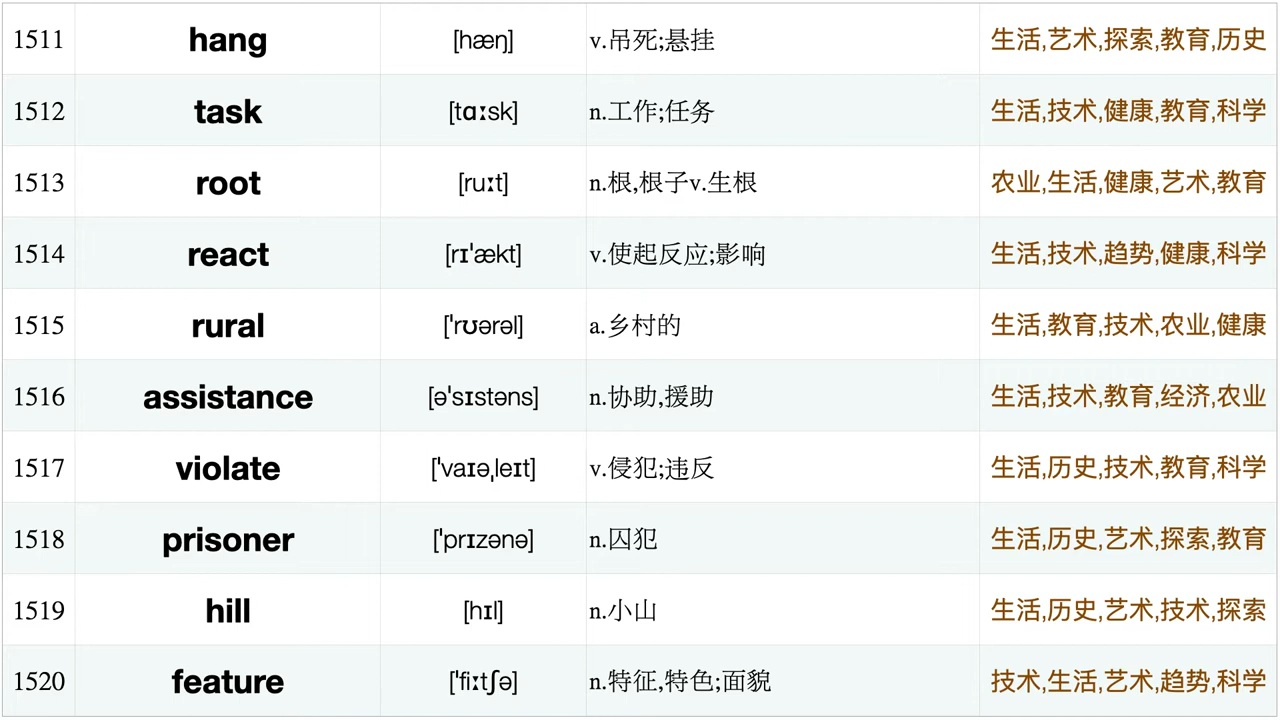 1511 hang [hæŋ] v.吊死;悬挂 生活,艺术,探索,教育,历史
1512 task [tɑːsk] n.工作;任务 生活,技术,健康,教育,科学
1513 root [ruːt] n.根,根子v.生根 农业,生活,健康,艺术,教育
1514 react [rɪˈækt] v.使起反应;影响 生活,技术,趋势,健康,科学
1515 rural [ˈrʊərəl] a.乡村的 生活,教育,技术,农业,健康
1516 assistance [əˈsɪstəns] n.协助,援助 生活,技术,教育,经济,农业
1517 violate [ˈvaɪəˌleɪt] v.侵犯;违反 生活,历史,技术,教育,科学
1518 prisoner [ˈprɪzənə] n.囚犯 生活,历史,艺术,探索,教育
1519 hill [hɪl] n.小山 生活,历史,艺术,技术,探索
1520 feature [ˈfiːtʃə] n.特征,特色;面貌 技术,生活,艺术,趋势,科学